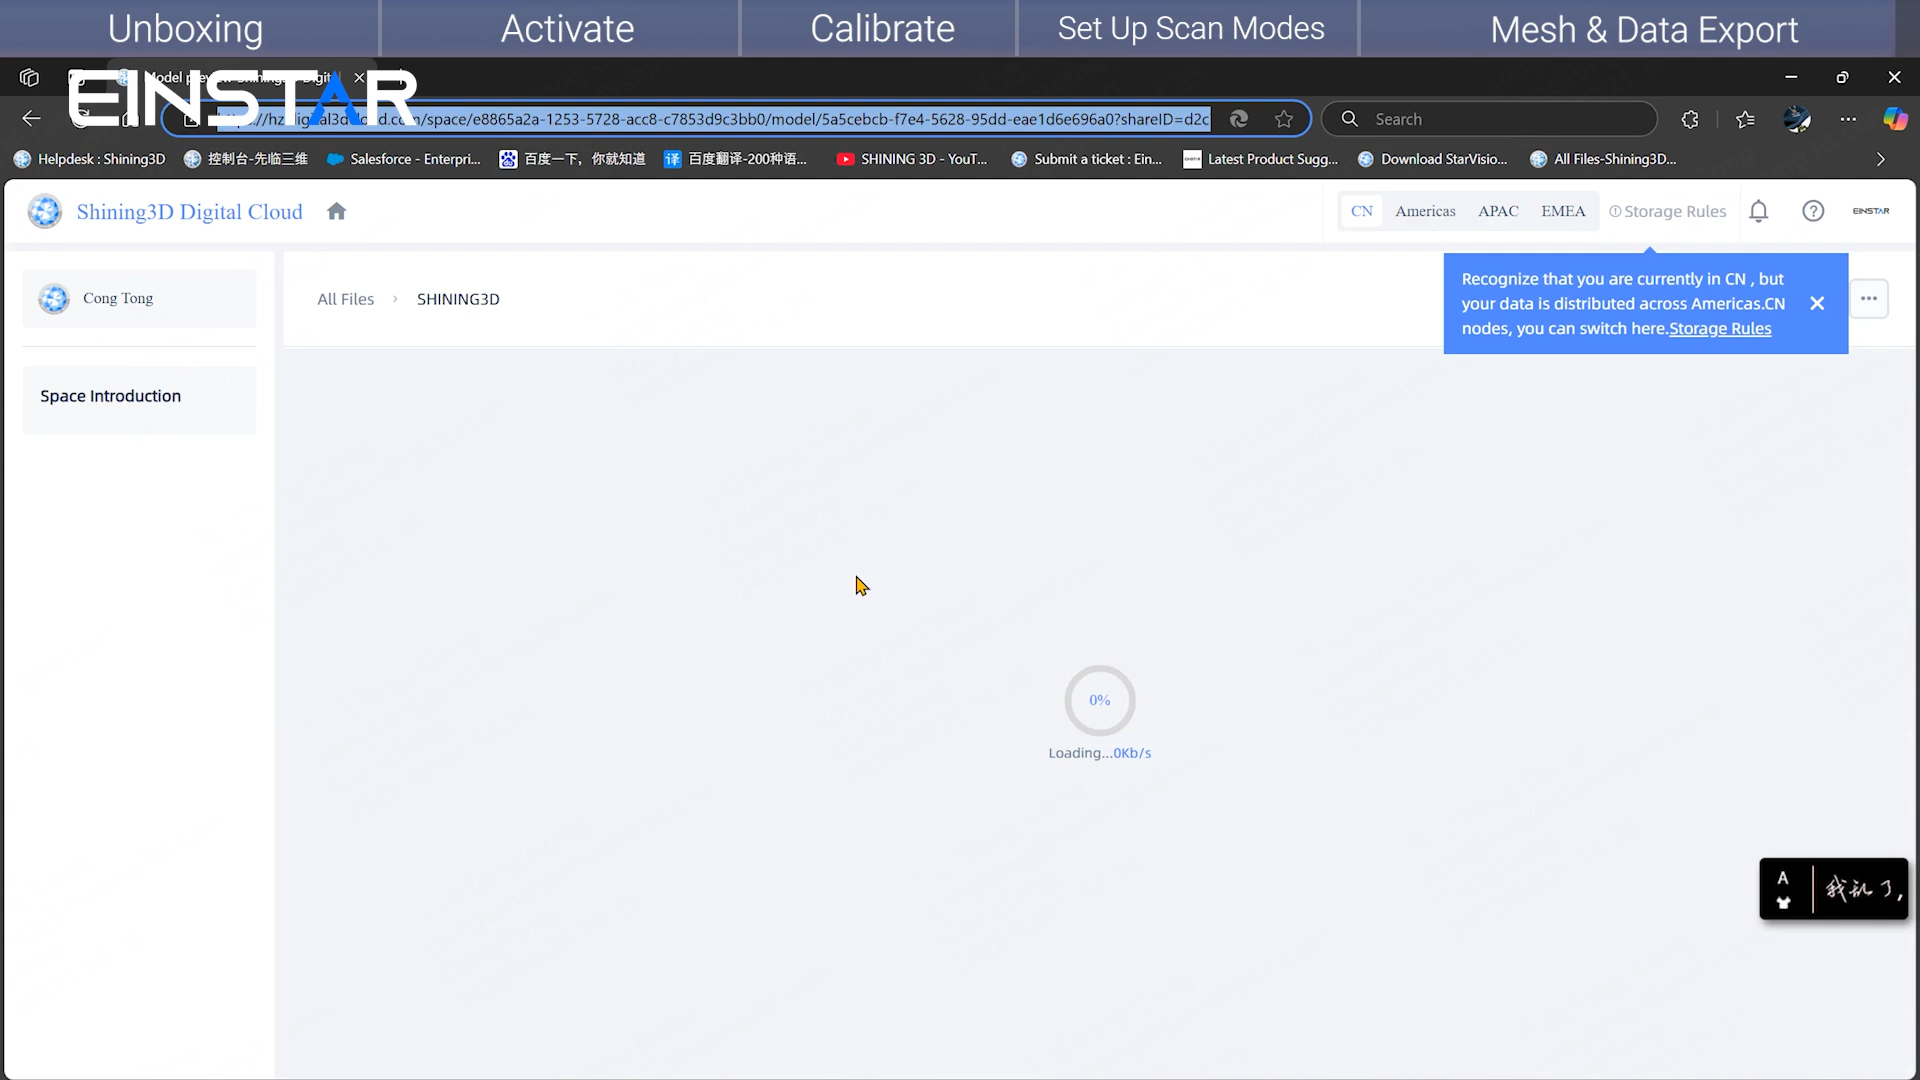 Unboxing
Activate
Calibrate
Set Up Scan Modes
Mesh & Data Export
EINSTAR
/space/e8865a2a-1253-5728-acc8-c7853d9c3bb0/model/5a5cebcb-f7e4-5628-95dd-eae1d6e696a0?shareID=d2c
Search
Helpdesk : Shining3D
控制台-先临三维
Salesforce - Enterpri...
百度一下，你就知道
译 百度翻译-200种语...
SHINING 3D - YouT...
Submit a ticket : Ein...
Latest Product Sugg...
Download StarVisio...
All Files-Shining3D...
Shining3D Digital Cloud
CN
Americas
APAC
EMEA
Storage Rules
EINSTAR
Cong Tong
All Files > SHINING3D
Recognize that you are currently in CN , but
your data is distributed across Americas.CN
nodes, you can switch here.Storage Rules
Space Introduction
0%
Loading...0Kb/s
A
我乱了,